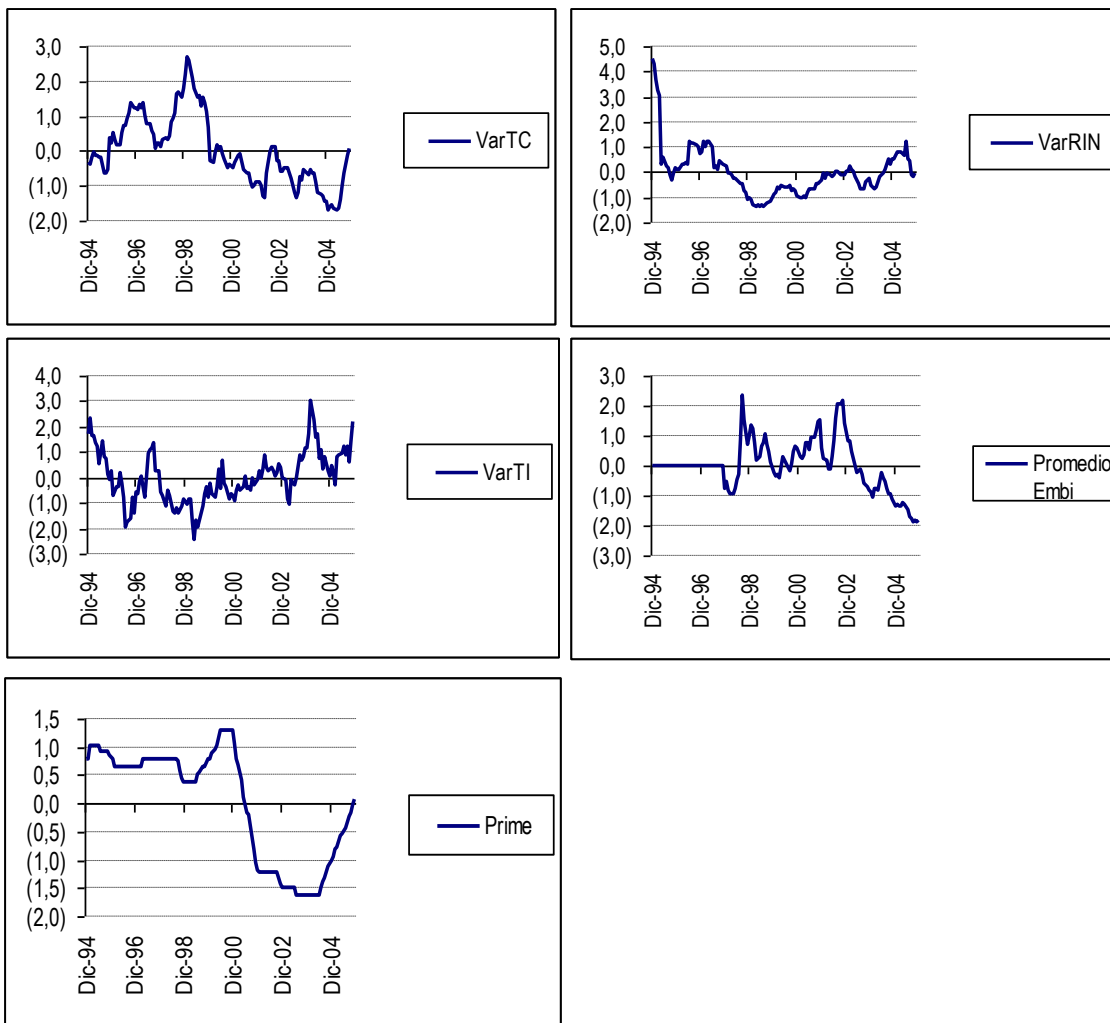 3,0
2,0
1,0
0,0
(1,0)
(2,0)
Dic-94
Dic-96
Dic-98
Dic-00
Dic-02
Dic-04
VarTC
5,0
4,0
3,0
2,0
1,0
0,0
(1,0)
(2,0)
Dic-94
Dic-96
Dic-98
Dic-00
Dic-02
Dic-04
VarRIN
4,0
3,0
2,0
1,0
0,0
(1,0)
(2,0)
(3,0)
Dic-94
Dic-96
Dic-98
Dic-00
Dic-02
Dic-04
VarTI
3,0
2,0
1,0
0,0
(1,0)
(2,0)
(3,0)
Dic-94
Dic-96
Dic-98
Dic-00
Dic-02
Dic-04
Promedio
Embi
1,5
1,0
0,5
0,0
(0,5)
(1,0)
(1,5)
(2,0)
Dic-94
Dic-96
Dic-98
Dic-00
Dic-02
Dic-04
Prime